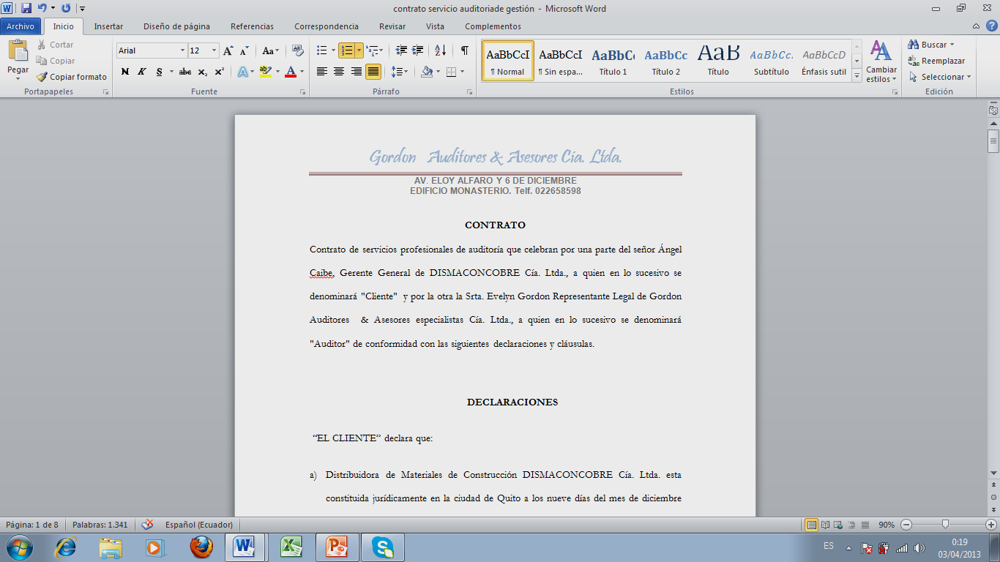 contrato servicio auditoriade gestión - Microsoft Word
Archivo Inicio Insertar Diseño de página Referencias Correspondencia Revisar Vista Complementos
Pegar
Cortar
Copiar
Copiar formato
Portapapeles
Arial 12
N K S abc x₂ x²
Fuente
Párrafo
AaBbCcI AaBbCcI AaBbCc AaBbCc AaB AaBbCc. AaBbCcD
¶ Normal ¶ Sin espa... Título 1 Título 2 Título Subtítulo Énfasis sutil
Estilos
Cambiar
estilos
Buscar
Reemplazar
Seleccionar
Edición
Gordon Auditores & Asesores Cía. Ltda.
AV. ELOY ALFARO Y 6 DE DICIEMBRE
EDIFICIO MONASTERIO. Telf. 022658598
CONTRATO
Contrato de servicios profesionales de auditoría que celebran por una parte del señor Ángel
Caibe, Gerente General de DISMACONCOBRE Cía. Ltda., a quien en lo sucesivo se
denominará "Cliente" y por la otra la Srta. Evelyn Gordon Representante Legal de Gordon
Auditores & Asesores especialistas Cía. Ltda., a quien en lo sucesivo se denominará
"Auditor" de conformidad con las siguientes declaraciones y cláusulas.
DECLARACIONES
“EL CLIENTE” declara que:
a) Distribuidora de Materiales de Construcción DISMACONCOBRE Cía. Ltda. esta
constituida jurídicamente en la ciudad de Quito a los nueve días del mes de diciembre
Página: 1 de 8 Palabras: 1.341 Español (Ecuador) 90%
ES 0:19
03/04/2013